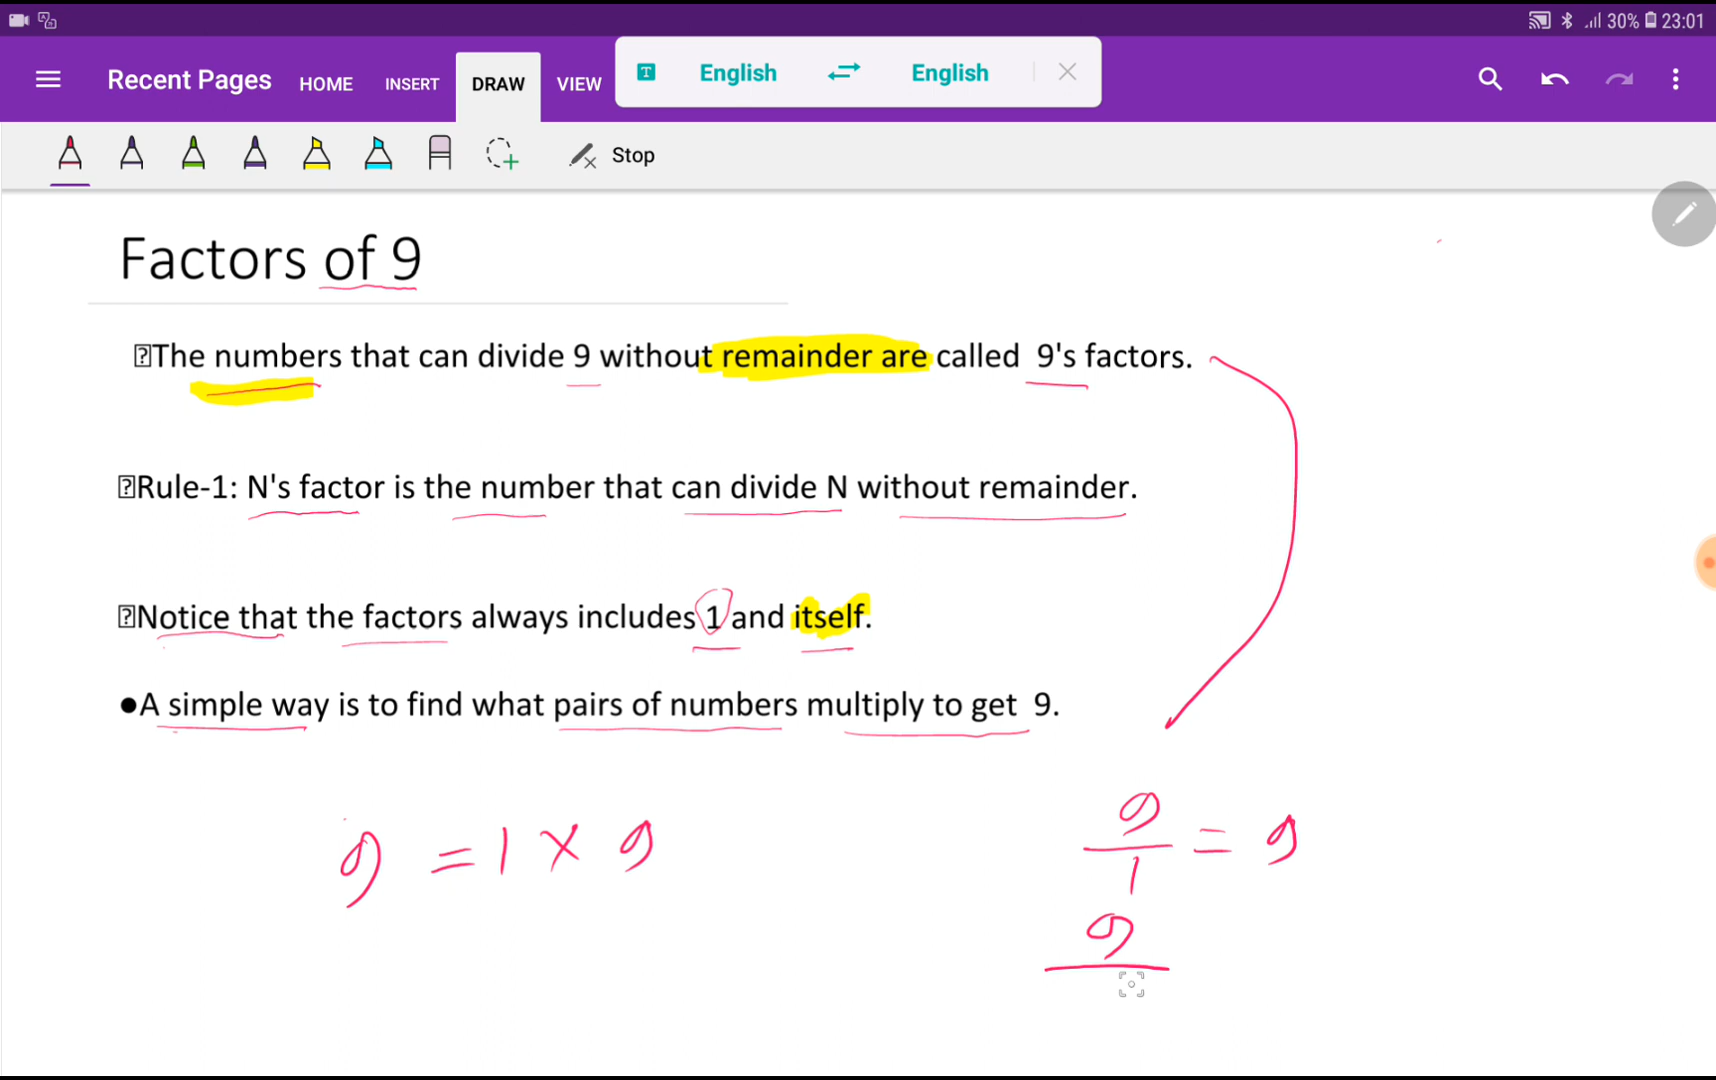 30% 23:01
Recent Pages HOME INSERT DRAW VIEW English English
Stop
Factors of 9
The numbers that can divide 9 without remainder are called 9's factors.
Rule-1: N's factor is the number that can divide N without remainder.
Notice that the factors always includes 1 and itself.
●A simple way is to find what pairs of numbers multiply to get 9.
9 = 1 × 9
9
= 9
1
9